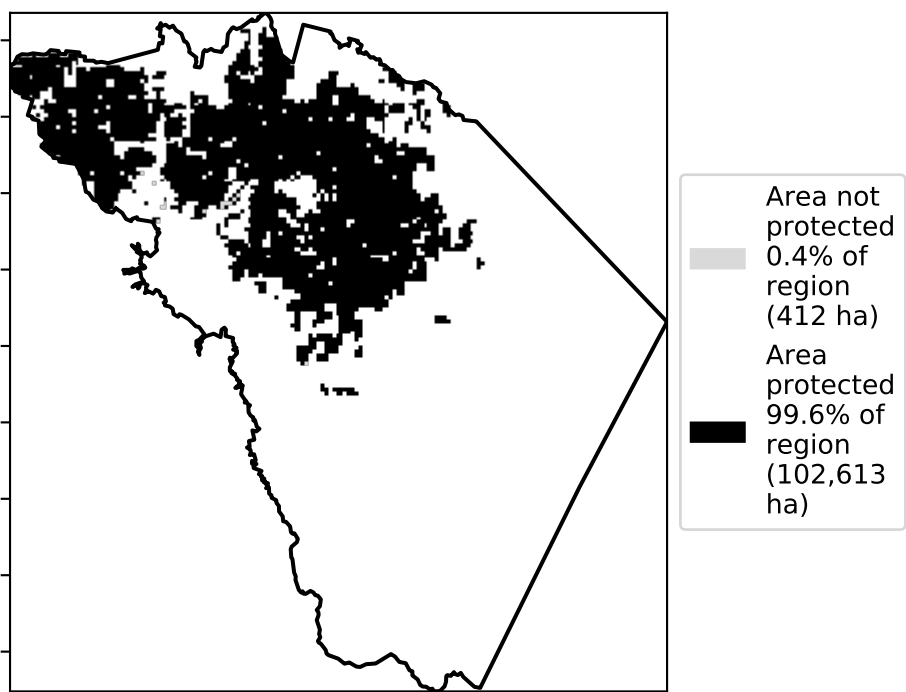 Area not
protected
0.4% of
region
(412 ha)
Area
protected
99.6% of
region
(102,613
ha)